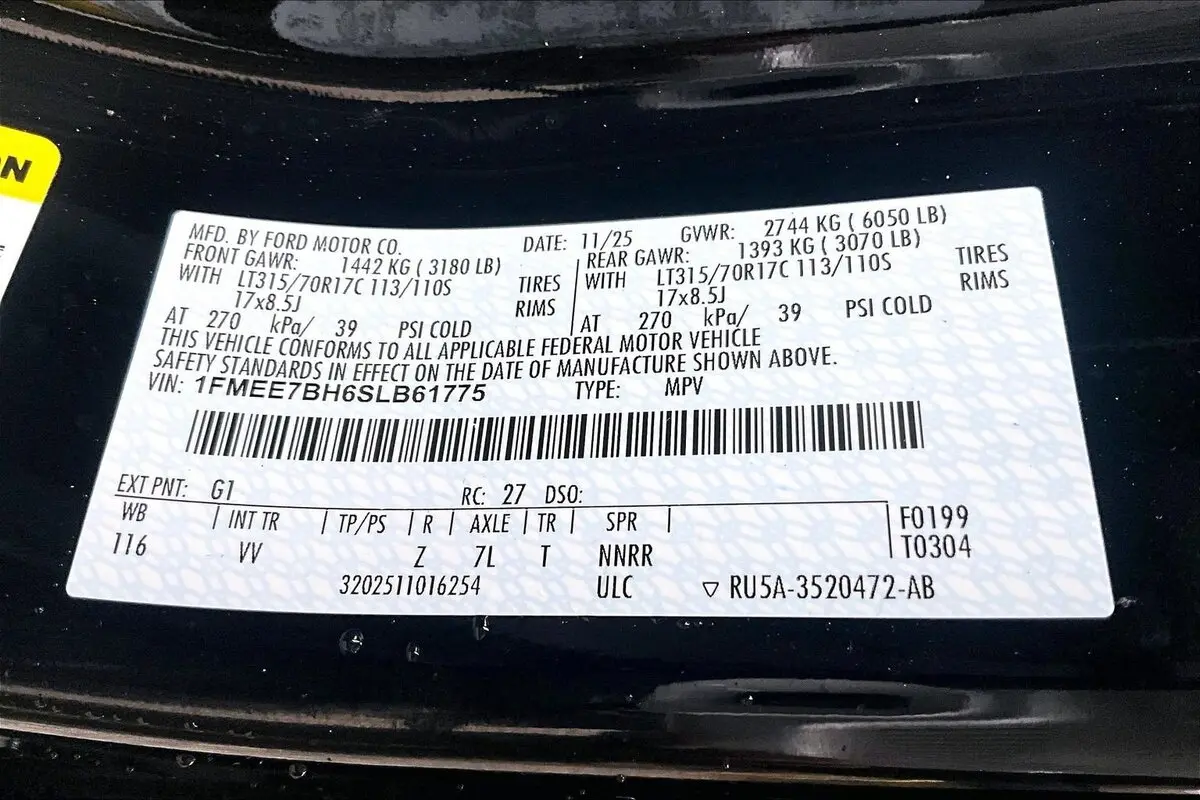 ON
MFD. BY FORD MOTOR CO. DATE: 11/25 GVWR: 2744 KG ( 6050 LB)
FRONT GAWR: 1442 KG ( 3180 LB) REAR GAWR: 1393 KG ( 3070 LB)
WITH LT315/70R17C 113/110S TIRES WITH LT315/70R17C 113/110S TIRES
17x8.5J RIMS 17x8.5J RIMS
AT 270 kPa/ 39 PSI COLD AT 270 kPa/ 39 PSI COLD
THIS VEHICLE CONFORMS TO ALL APPLICABLE FEDERAL MOTOR VEHICLE
SAFETY STANDARDS IN EFFECT ON THE DATE OF MANUFACTURE SHOWN ABOVE.
VIN: 1FMEE7BH6SLB61775 TYPE: MPV
EXT PNT: G1 RC: 27 DSO:
WB INT TR TP/PS R AXLE TR SPR F0199
116 VV Z 7L T NNRR T0304
3202511016254 ULC ▽ RU5A-3520472-AB